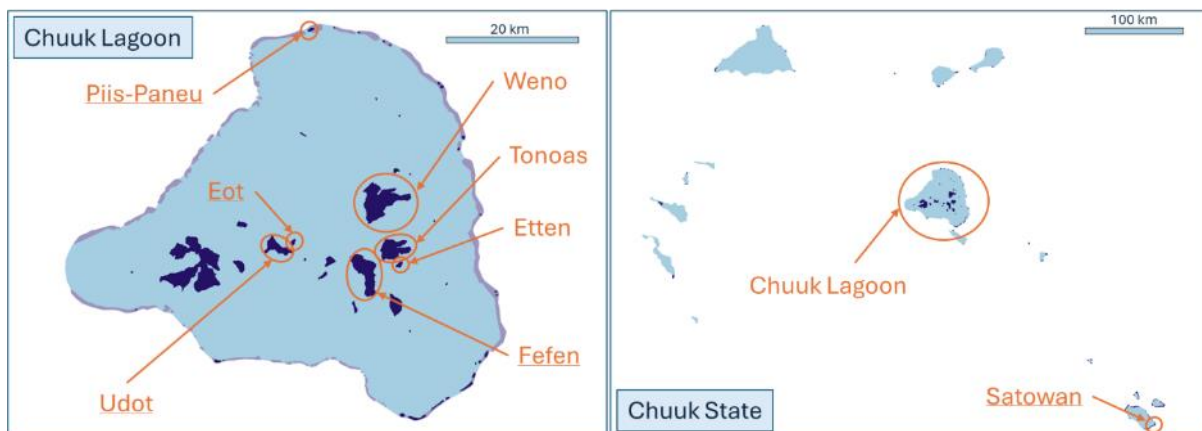 Chuuk Lagoon
20 km
Piis-Paneu
Weno
Tonoas
Eot
Etten
Fefen
Udot
100 km
Chuuk Lagoon
Satowan
Chuuk State